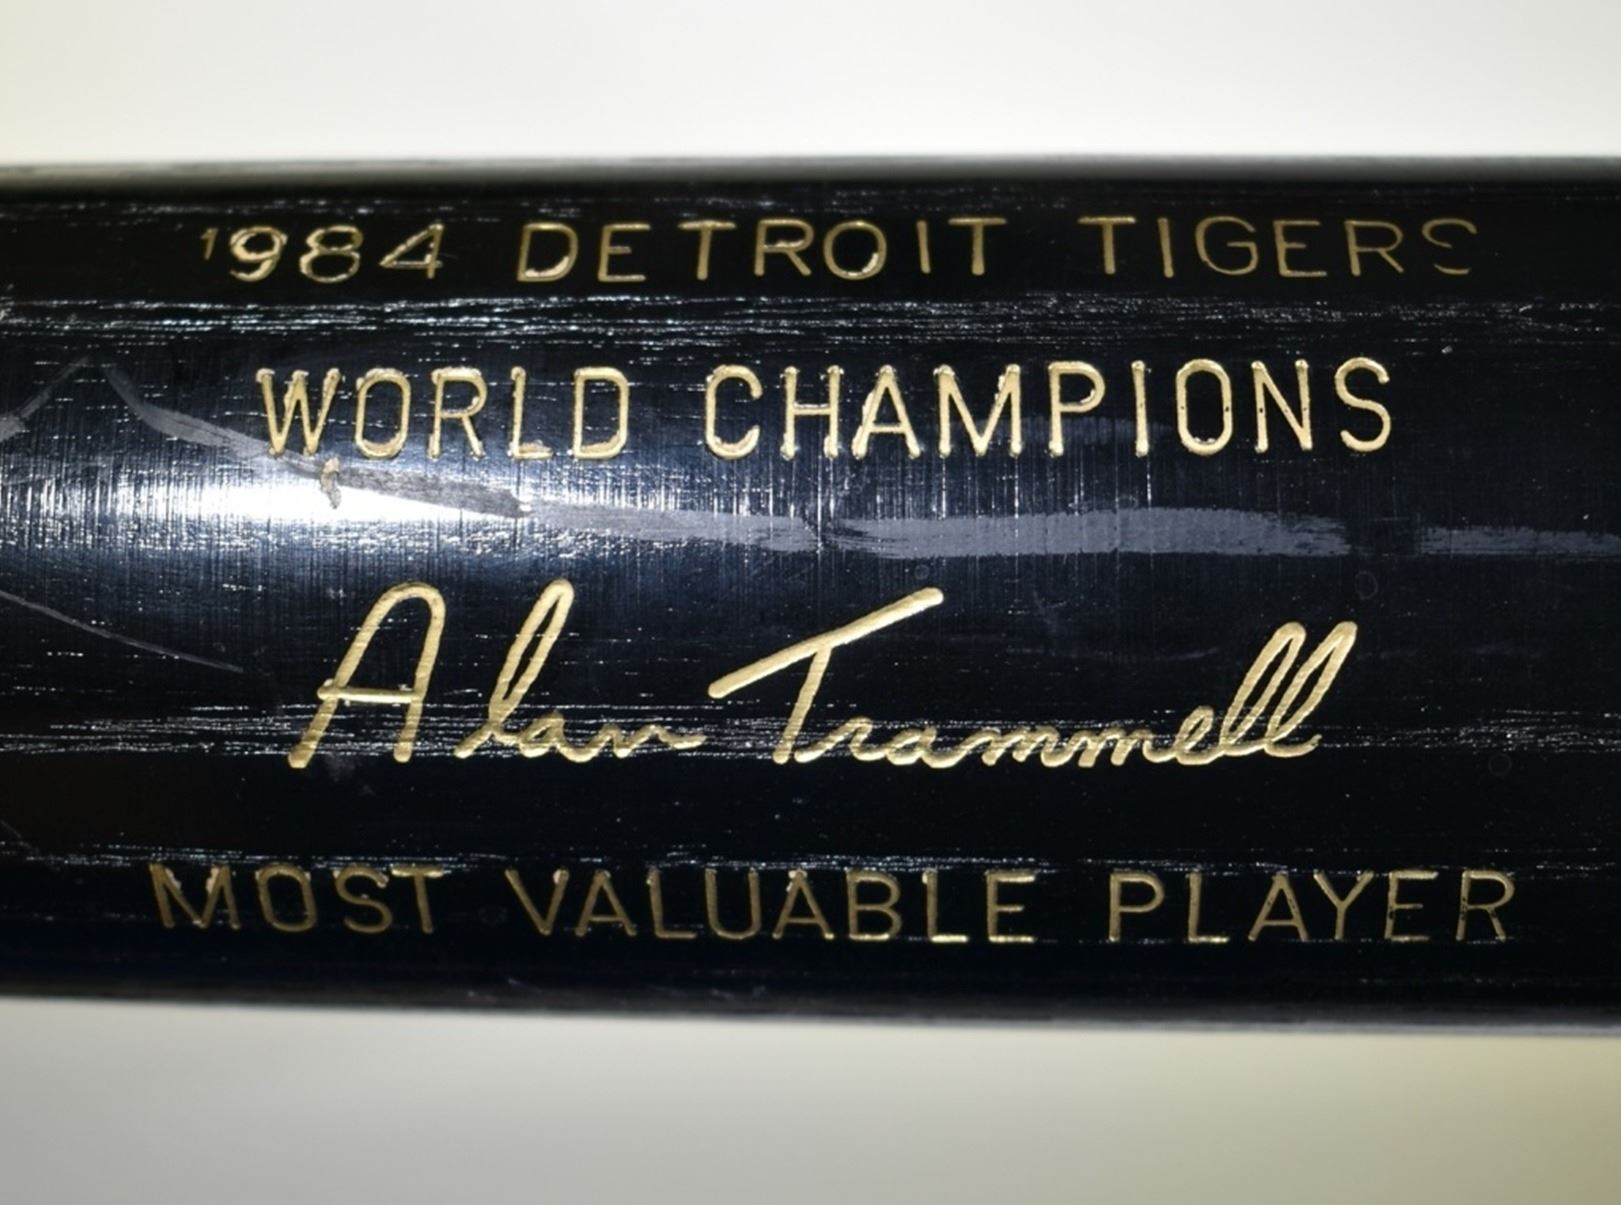 1984 DETROIT TIGERS
WORLD CHAMPIONS
Alan Trammell
MOST VALUABLE PLAYER